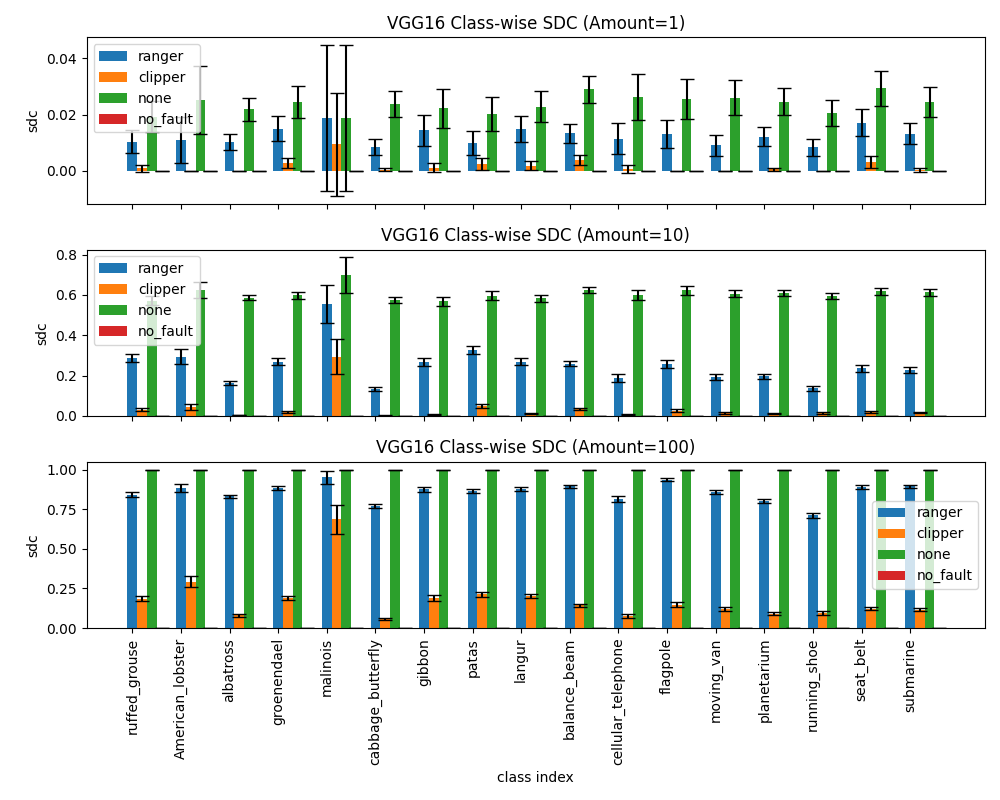 VGG16 Class-wise SDC (Amount=1)
0.04
0.02
0.00
sdc
ranger
clipper
none
no_fault
VGG16 Class-wise SDC (Amount=10)
0.8
0.6
0.4
0.2
0.0
sdc
ranger
clipper
none
no_fault
VGG16 Class-wise SDC (Amount=100)
1.00
0.75
0.50
0.25
0.00
sdc
ranger
clipper
none
no_fault
ruffed_grouse
American_lobster
albatross
groenendael
malinois
cabbage_butterfly
gibbon
patas
langur
balance_beam
cellular_telephone
flagpole
moving_van
planetarium
running_shoe
seat_belt
submarine
class index